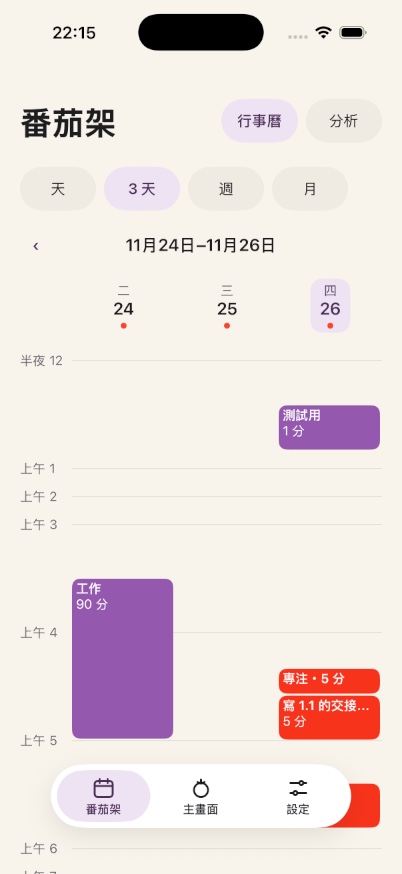 22:15
番茄架
行事曆
分析
天
3 天
週
月
‹
11月24日–11月26日
二
24
三
25
四
26
半夜 12
測試用
1 分
上午 1
上午 2
上午 3
工作
90 分
上午 4
專注・5 分
寫 1.1 的交接…
5 分
上午 5
番茄架
主畫面
設定
上午 6